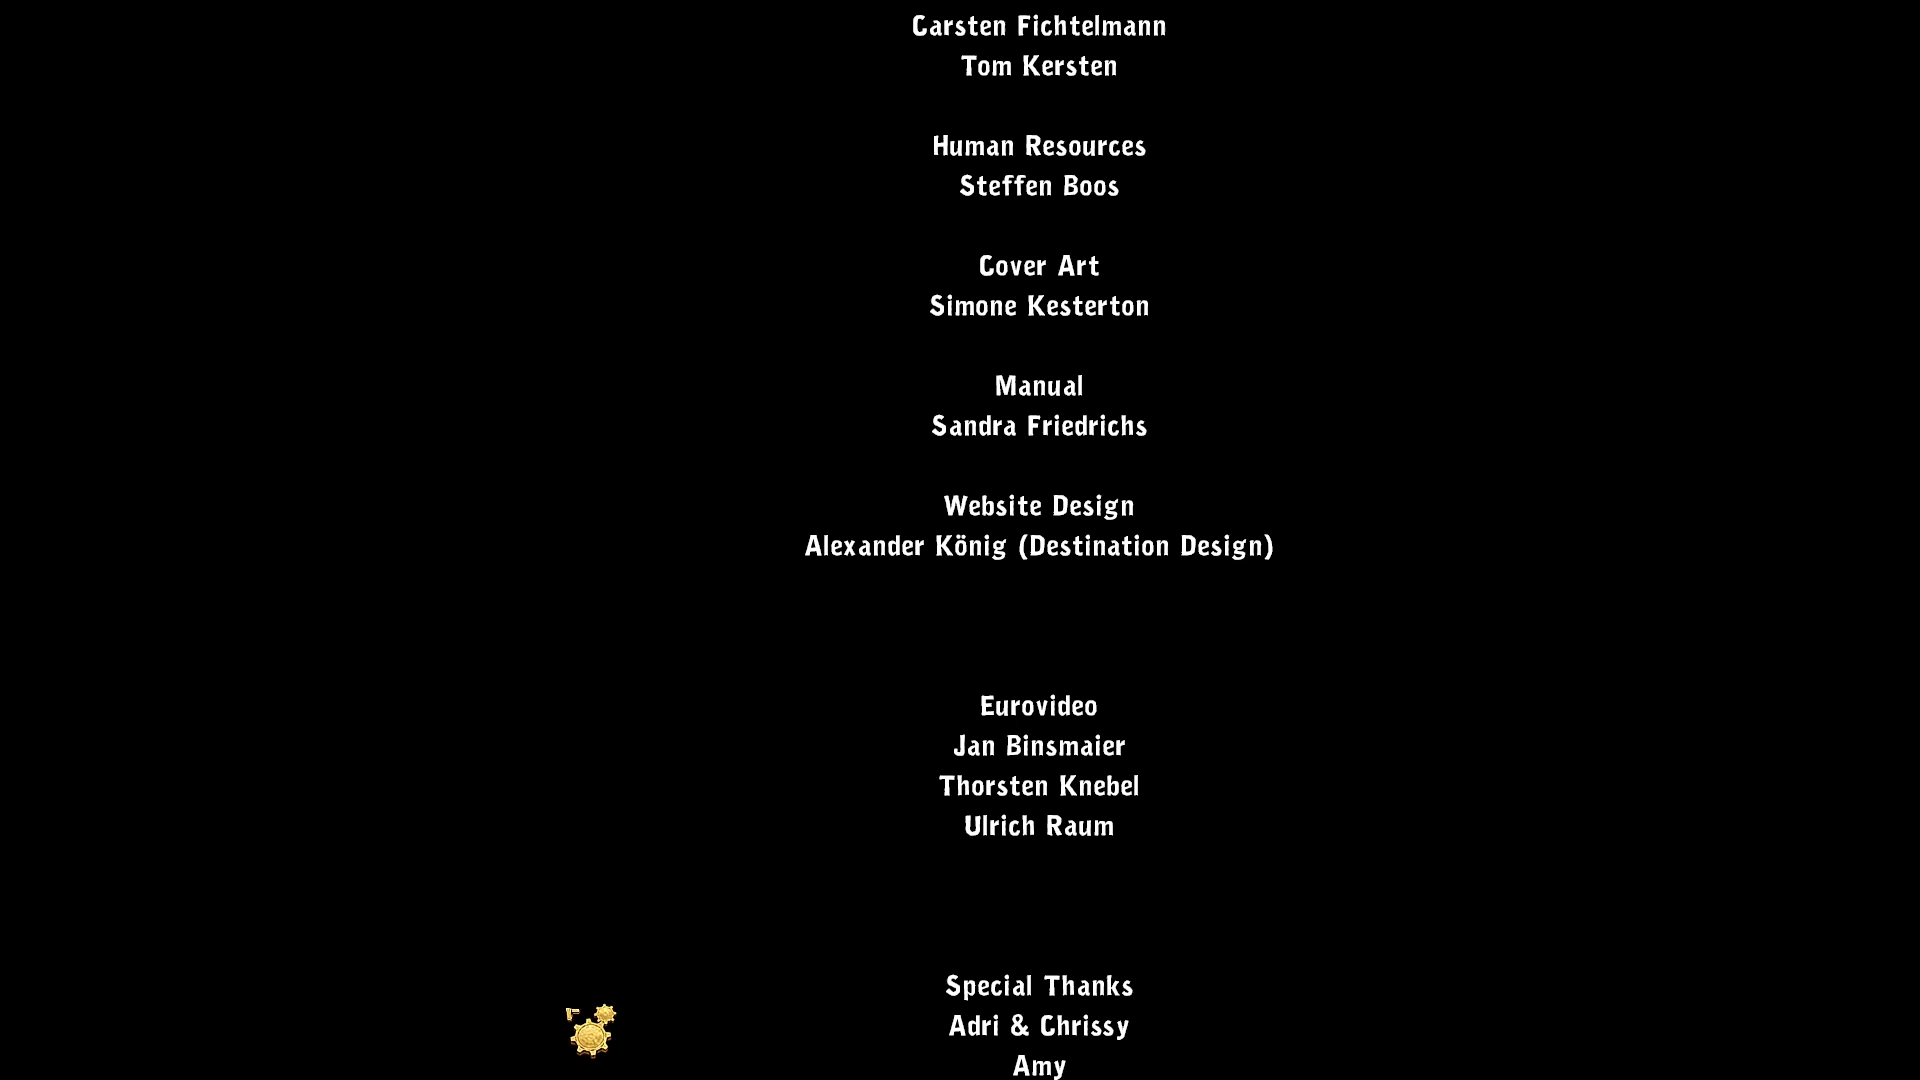 Carsten Fichtelmann
Tom Kersten
Human Resources
Steffen Boos
Cover Art
Simone Kesterton
Manual
Sandra Friedrichs
Website Design
Alexander König (Destination Design)
Eurovideo
Jan Binsmaier
Thorsten Knebel
Ulrich Raum
Special Thanks
Adri & Chrissy
Amy